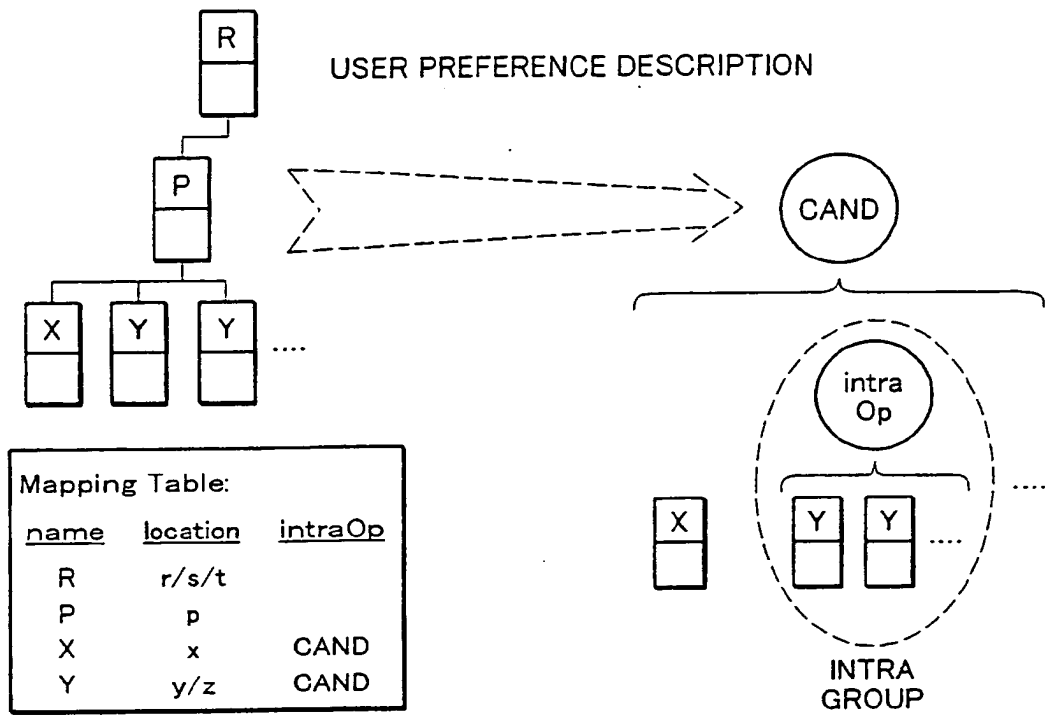 R
USER PREFERENCE DESCRIPTION
P
CAND
X Y Y ....
intra
Op
Mapping Table:
name location intraOp
R r/s/t
P p
X x CAND
Y y/z CAND
X Y Y .... ....
INTRA
GROUP